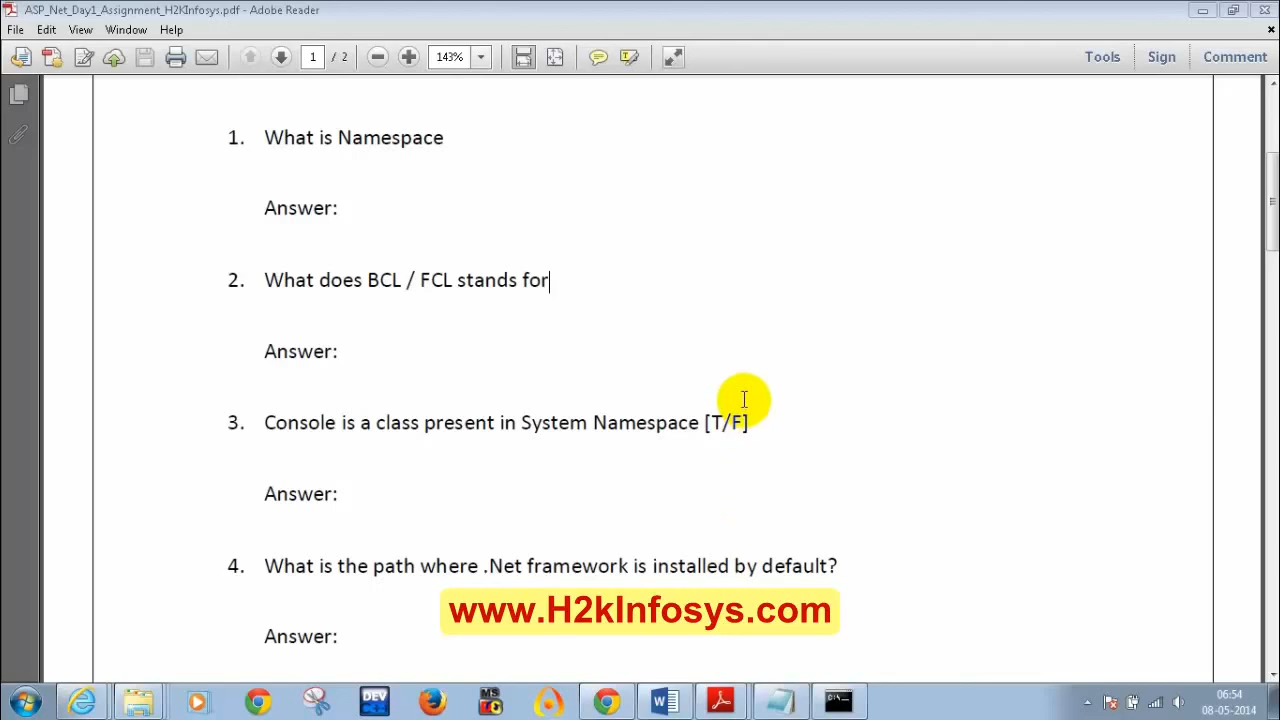 ASP_Net_Day1_Assignment_H2KInfosys.pdf - Adobe Reader
File Edit View Window Help
1 / 2 143% Tools Sign Comment
1. What is Namespace
Answer:
2. What does BCL / FCL stands for
Answer:
3. Console is a class present in System Namespace [T/F]
Answer:
4. What is the path where .Net framework is installed by default?
www.H2kInfosys.com
Answer:
DEV
MS
06:54
08-05-2014